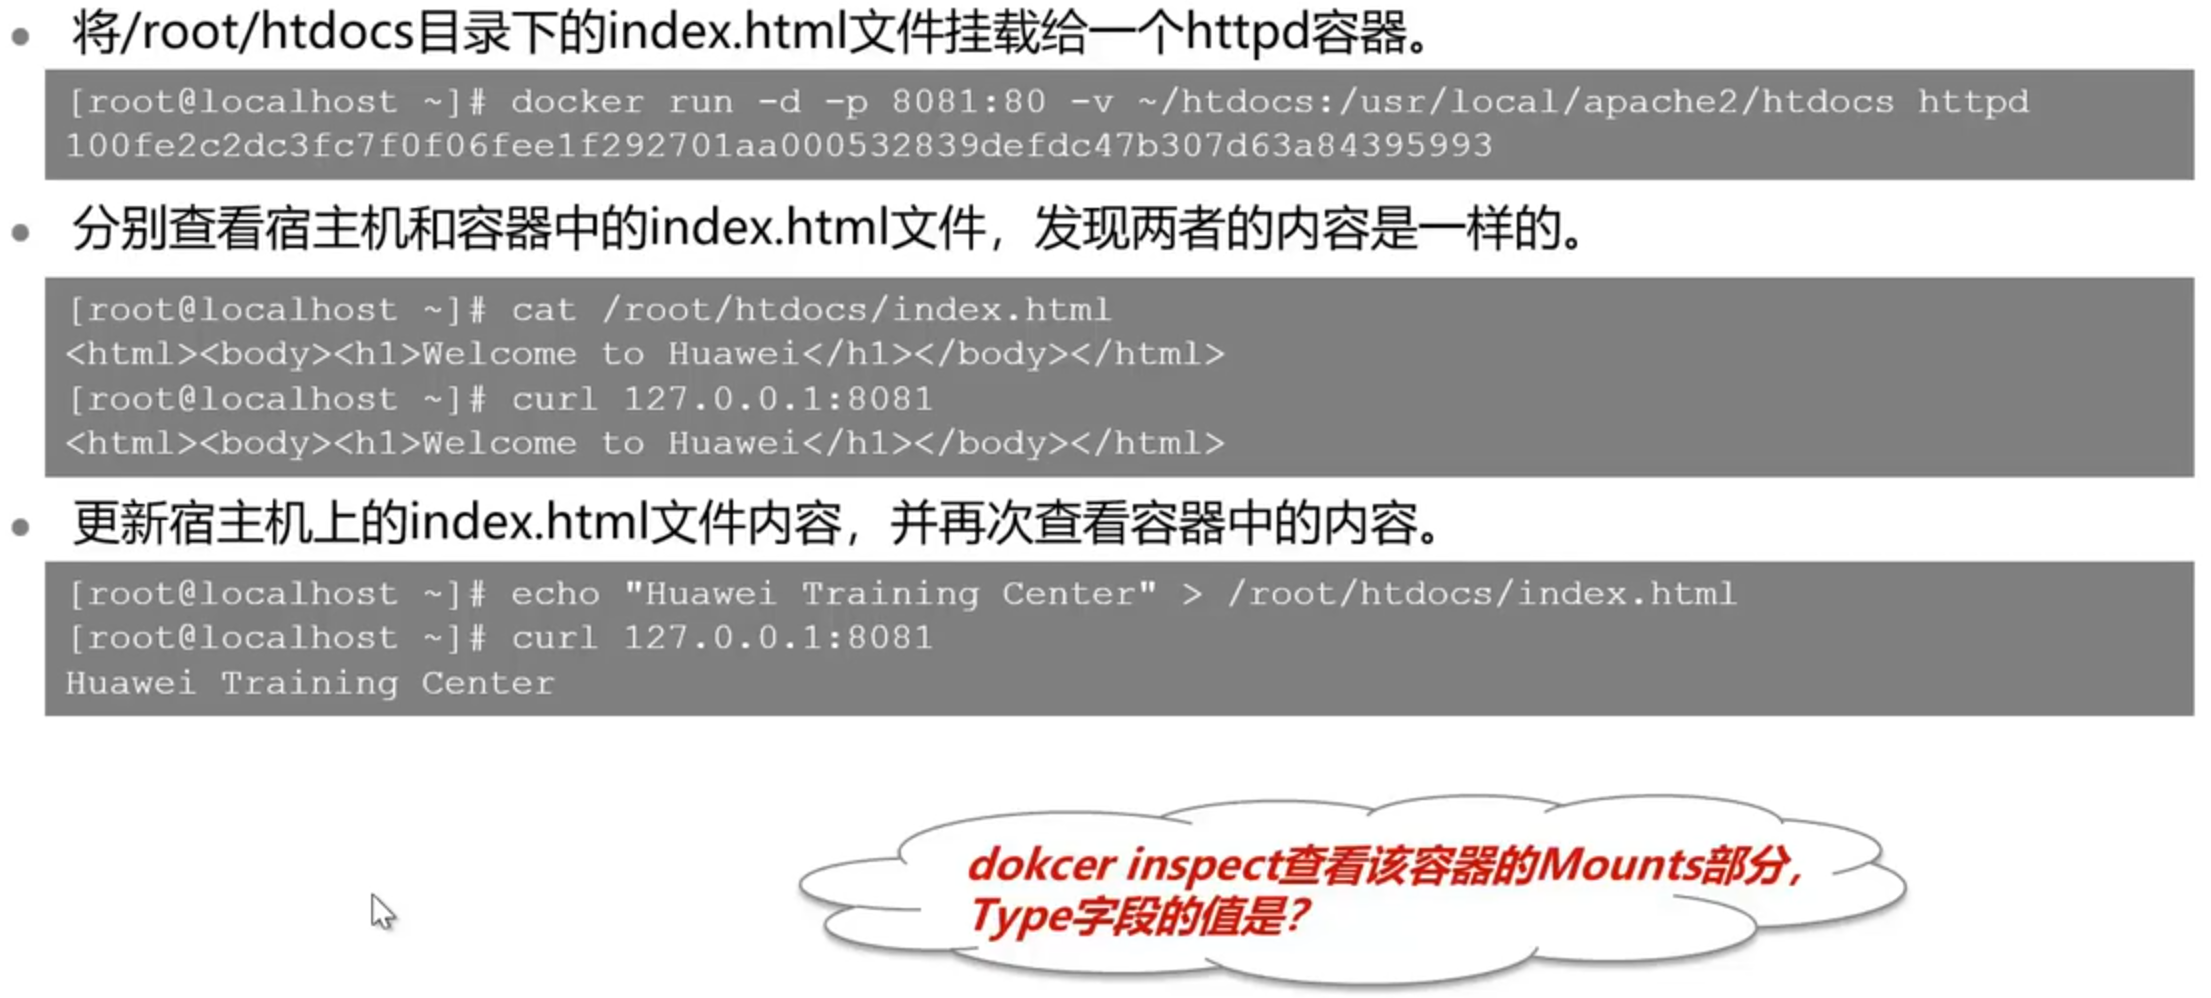 将/root/htdocs目录下的index.html文件挂载给一个httpd容器。
[root@localhost ~]# docker run -d -p 8081:80 -v ~/htdocs:/usr/local/apache2/htdocs httpd
100fe2c2dc3fc7f0f06fee1f292701aa000532839defdc47b307d63a84395993
分别查看宿主机和容器中的index.html文件，发现两者的内容是一样的。
[root@localhost ~]# cat /root/htdocs/index.html
<html><body><h1>Welcome to Huawei</h1></body></html>
[root@localhost ~]# curl 127.0.0.1:8081
<html><body><h1>Welcome to Huawei</h1></body></html>
更新宿主机上的index.html文件内容，并再次查看容器中的内容。
[root@localhost ~]# echo "Huawei Training Center" > /root/htdocs/index.html
[root@localhost ~]# curl 127.0.0.1:8081
Huawei Training Center
dokcer inspect查看该容器的Mounts部分，
Type字段的值是？